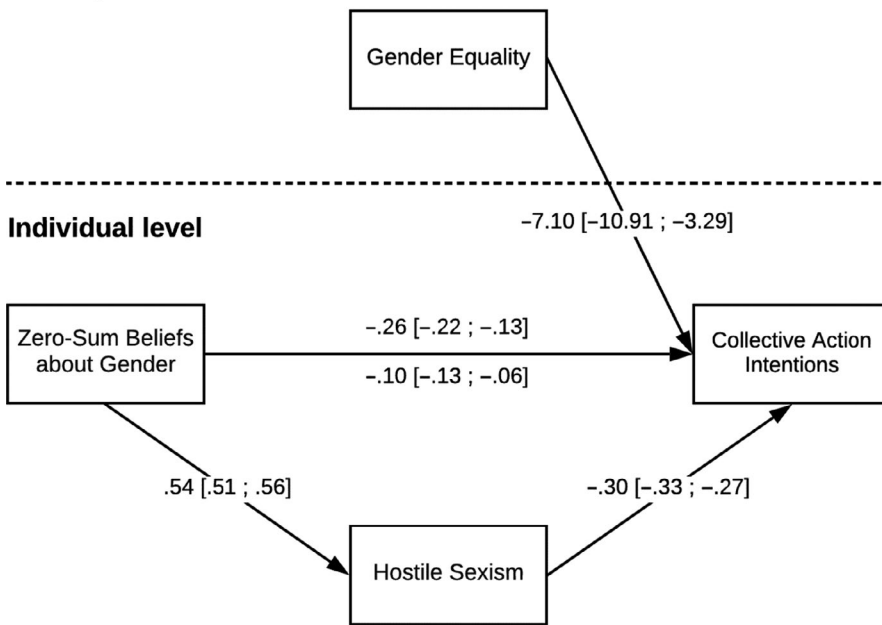 Gender Equality
−7.10 [−10.91 ; −3.29]
Individual level
Zero-Sum Beliefs
about Gender
−.26 [−.22 ; −.13]
−.10 [−.13 ; −.06]
Collective Action
Intentions
.54 [.51 ; .56]
−.30 [−.33 ; −.27]
Hostile Sexism